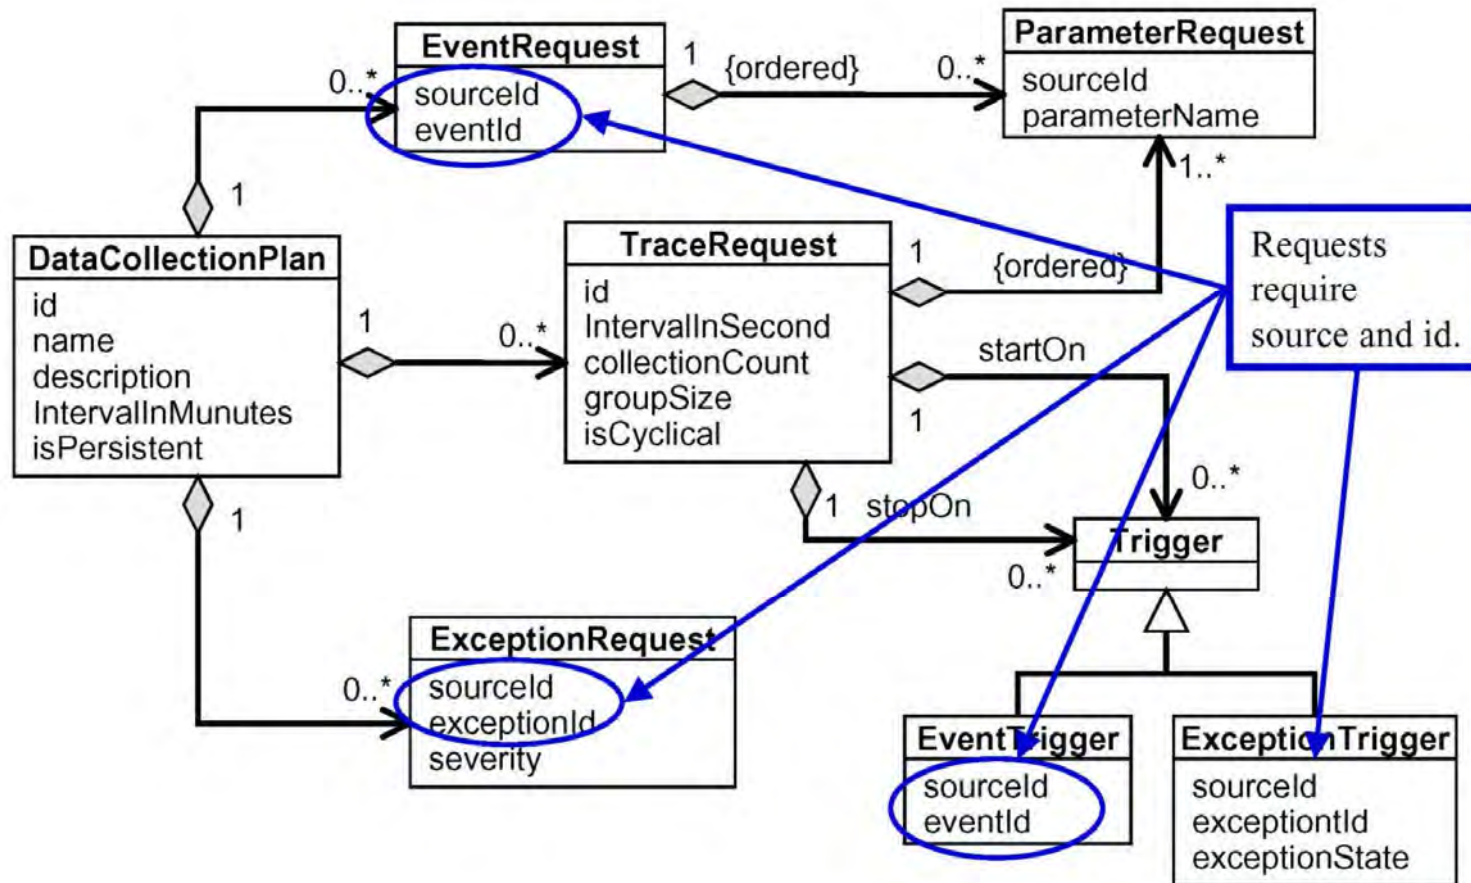 EventRequest
sourceId
eventId
1
{ordered}
0..*
ParameterRequest
sourceId
parameterName
0..*
1
1..*
DataCollectionPlan
id
name
description
IntervalInMunutes
isPersistent
1
0..*
TraceRequest
id
IntervalInSecond
collectionCount
groupSize
isCyclical
1
{ordered}
startOn
1
0..*
1
stopOn
0..*
Requests
require
source and id.
Trigger
1
0..*
ExceptionRequest
sourceId
exceptionId
severity
EventTrigger
sourceId
eventId
ExceptionTrigger
sourceId
exceptiontId
exceptionState